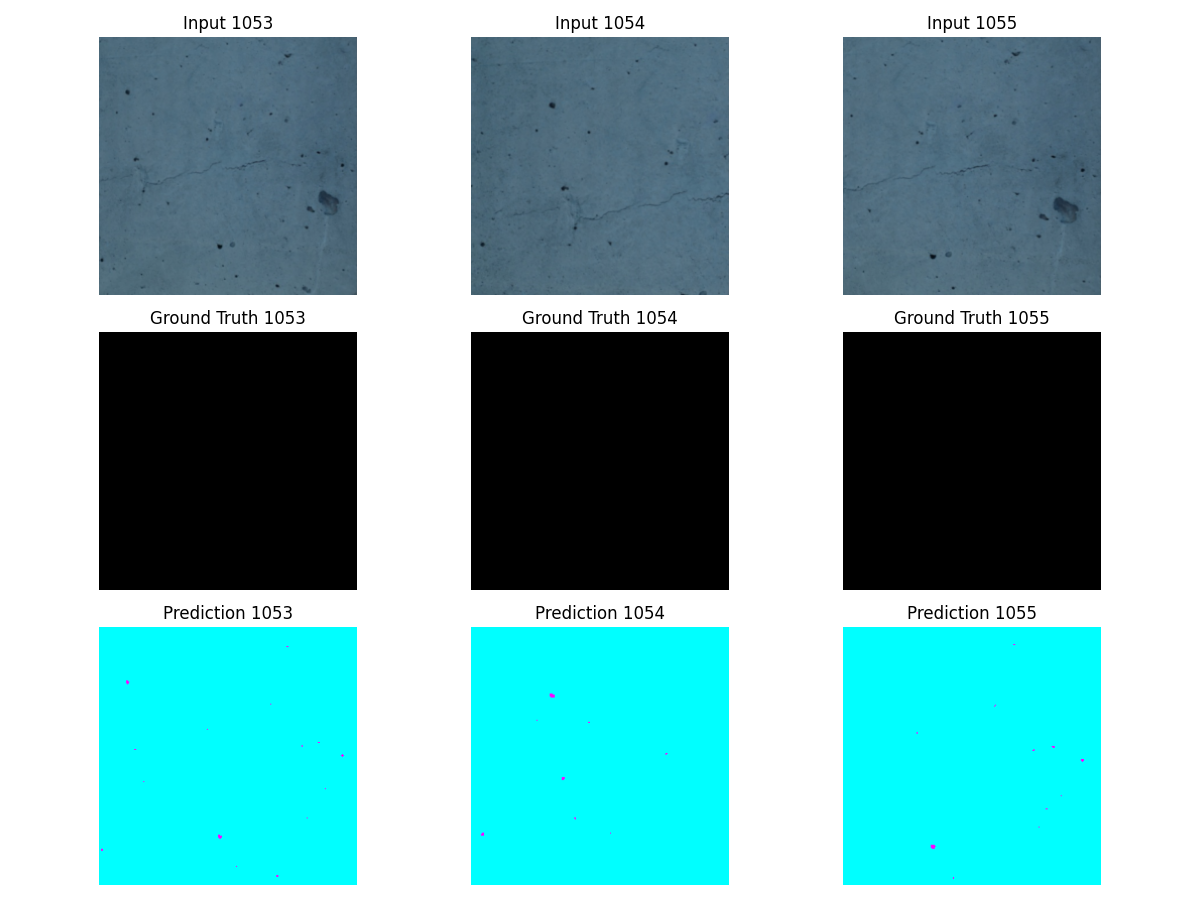 Input 1053
Input 1054
Input 1055
Ground Truth 1053
Ground Truth 1054
Ground Truth 1055
Prediction 1053
Prediction 1054
Prediction 1055